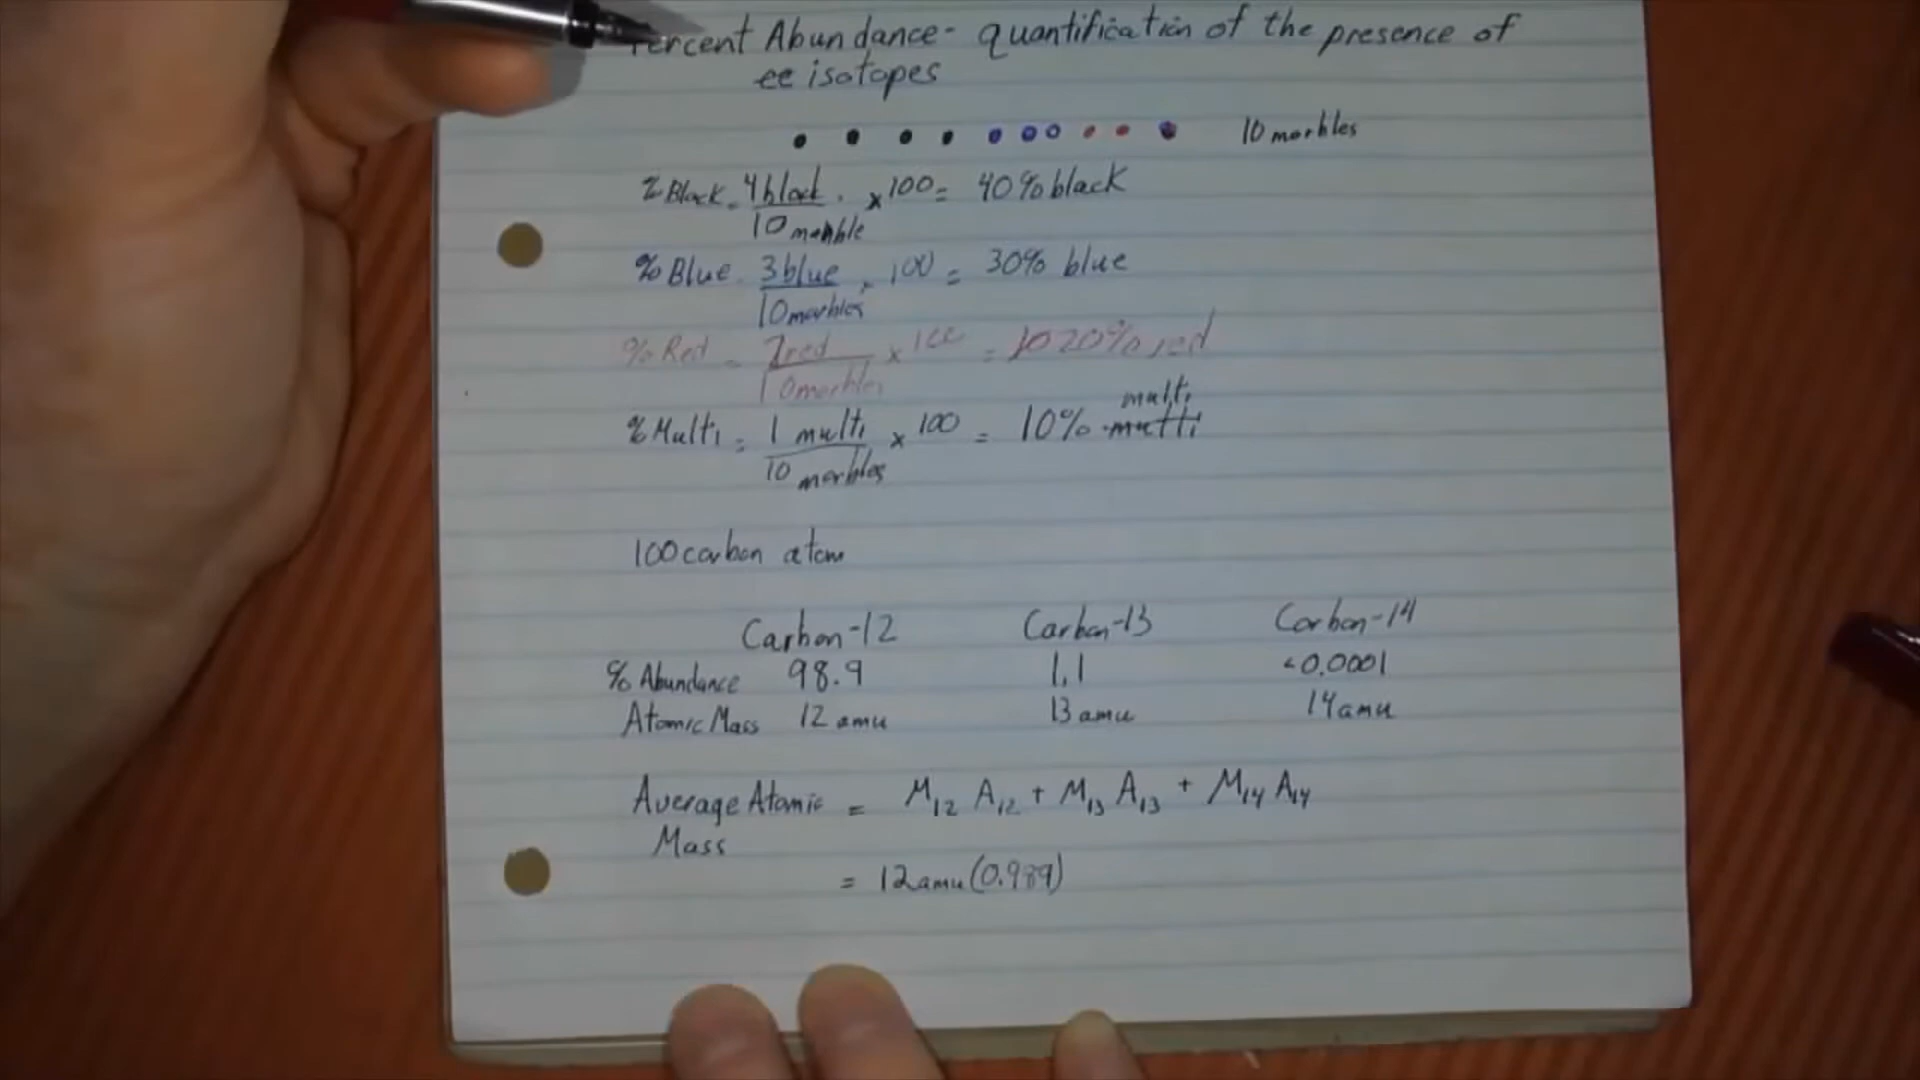 Percent Abundance - quantification of the presence of
ee isotopes
10 marbles
% Black = 4 black x 100 = 40% black
10 marble
% Blue 3 blue x 100 = 30% blue
10 marbles
% Red = 2 red x 100 = 10 20% red
10 marbles
multi
% Multi = 1 multi x 100 = 10% multi
10 marbles
100 carbon atom
Carbon-12 Carbon-13 Carbon-14
% Abundance 98.9 1.1 <0.0001
Atomic Mass 12 amu 13 amu 14 amu
Average Atomic = M12 A12 + M13 A13 + M14 A14
Mass
= 12 amu (0.989)